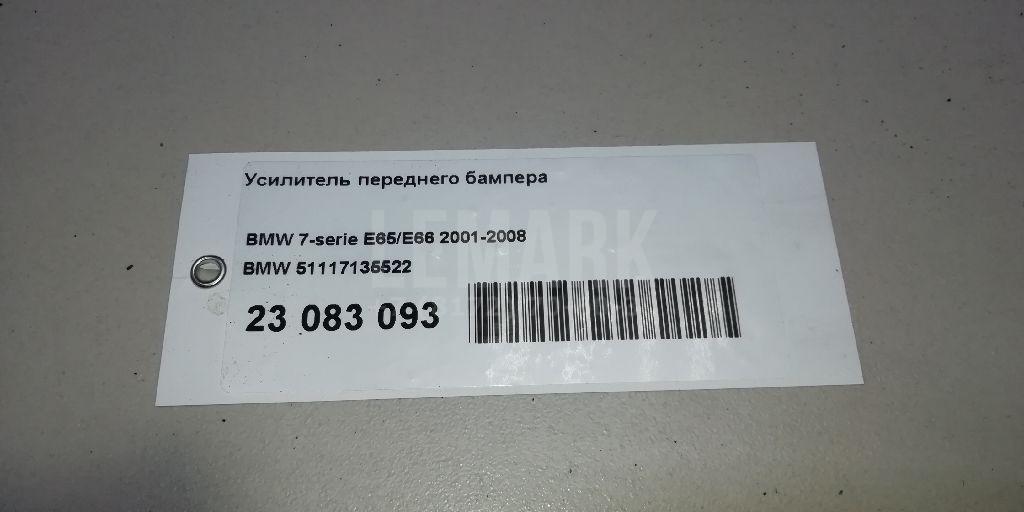 Усилитель переднего бампера
BMW 7-serie E65/E66 2001-2008
BMW 51117135522
23 083 093
LEMARK